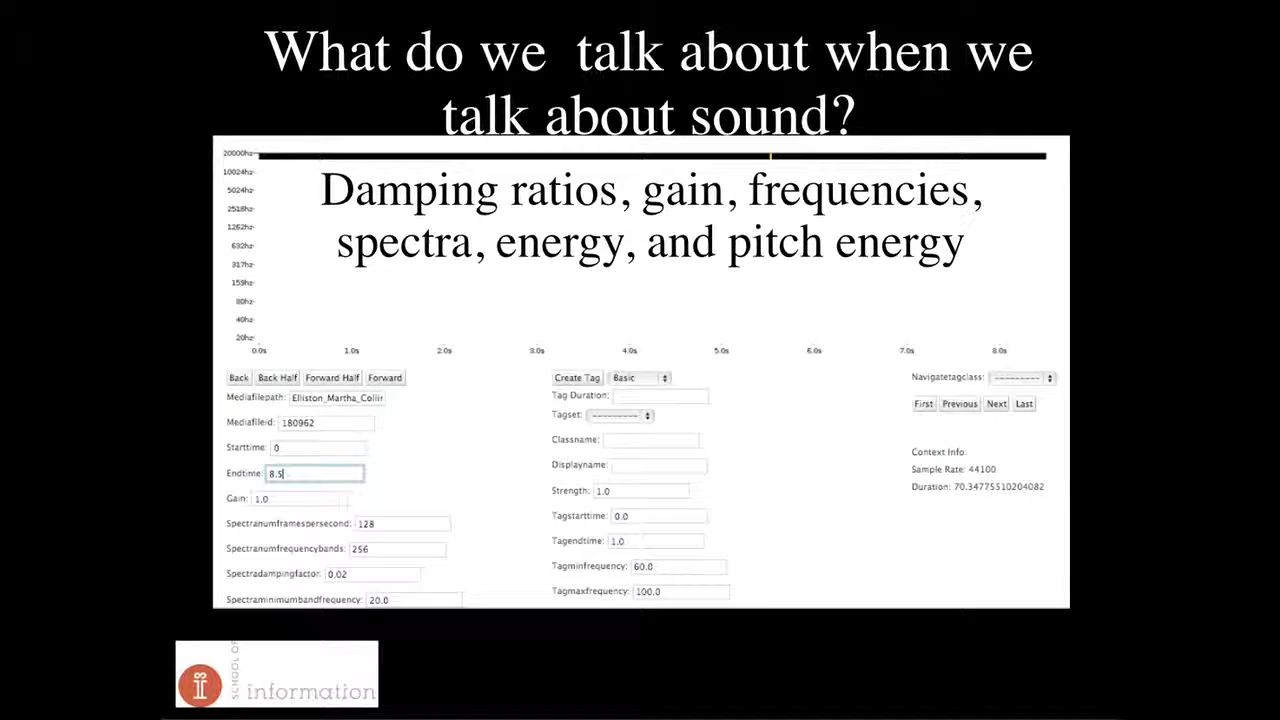 What do we talk about when we
talk about sound?
Damping ratios, gain, frequencies,
spectra, energy, and pitch energy
20000hz
10024hz
5024hz
2518hz
1262hz
632hz
317hz
159hz
80hz
40hz
20hz
0.0s 1.0s 2.0s 3.0s 4.0s 5.0s 6.0s 7.0s 8.0s
Back Back Half Forward Half Forward
Mediafilepath: Elliston_Martha_Collin
Mediafileid: 180962
Starttime: 0
Endtime: 8.5
Gain: 1.0
Spectranumframespersecond: 128
Spectranumfrequencybands: 256
Spectradampingfactor: 0.02
Spectraminimumbandfrequency: 20.0
Create Tag Basic
Tag Duration:
Tagset: ---------
Classname:
Displayname:
Strength: 1.0
Tagstarttime: 0.0
Tagendtime: 1.0
Tagminfrequency: 60.0
Tagmaxfrequency: 100.0
Navigatetagclass: ---------
First Previous Next Last
Context Info:
Sample Rate: 44100
Duration: 70.34775510204082
i
SCHOOL OF
information